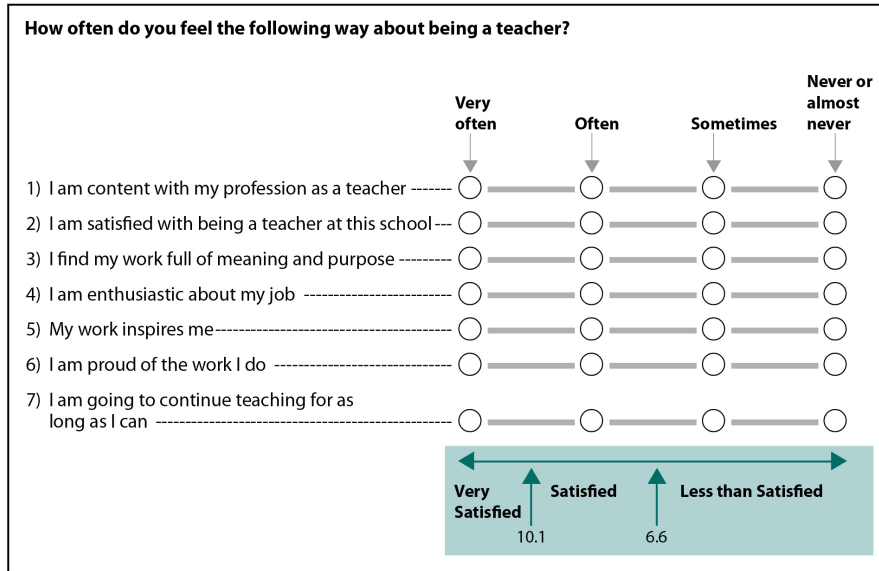 How often do you feel the following way about being a teacher?
Very often
Often
Sometimes
Never or almost never
1) I am content with my profession as a teacher
2) I am satisfied with being a teacher at this school
3) I find my work full of meaning and purpose
4) I am enthusiastic about my job
5) My work inspires me
6) I am proud of the work I do
7) I am going to continue teaching for as
long as I can
Very Satisfied
Satisfied
Less than Satisfied
10.1
6.6